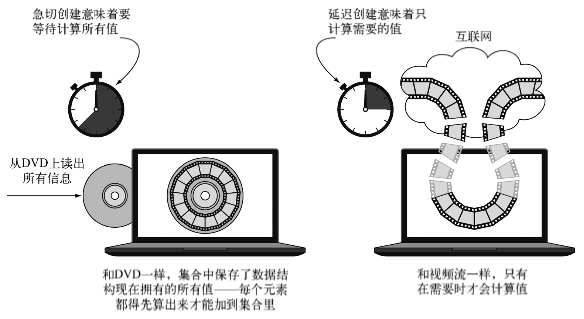 急切创建意味着要
等待计算所有值
延迟创建意味着只
计算需要的值
互联网
从DVD上读出
所有信息
和DVD一样，集合中保存了数据结
构现在拥有的所有值——每个元素
都得先算出来才能加到集合里
和视频流一样，只有
在需要时才会计算值